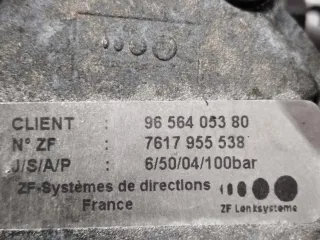 CLIENT : 96 564 053 80
N° ZF : 7617 955 538
J/S/A/P : 6/50/04/100bar
ZF-Systèmes de directions
France
ZF Lenksysteme